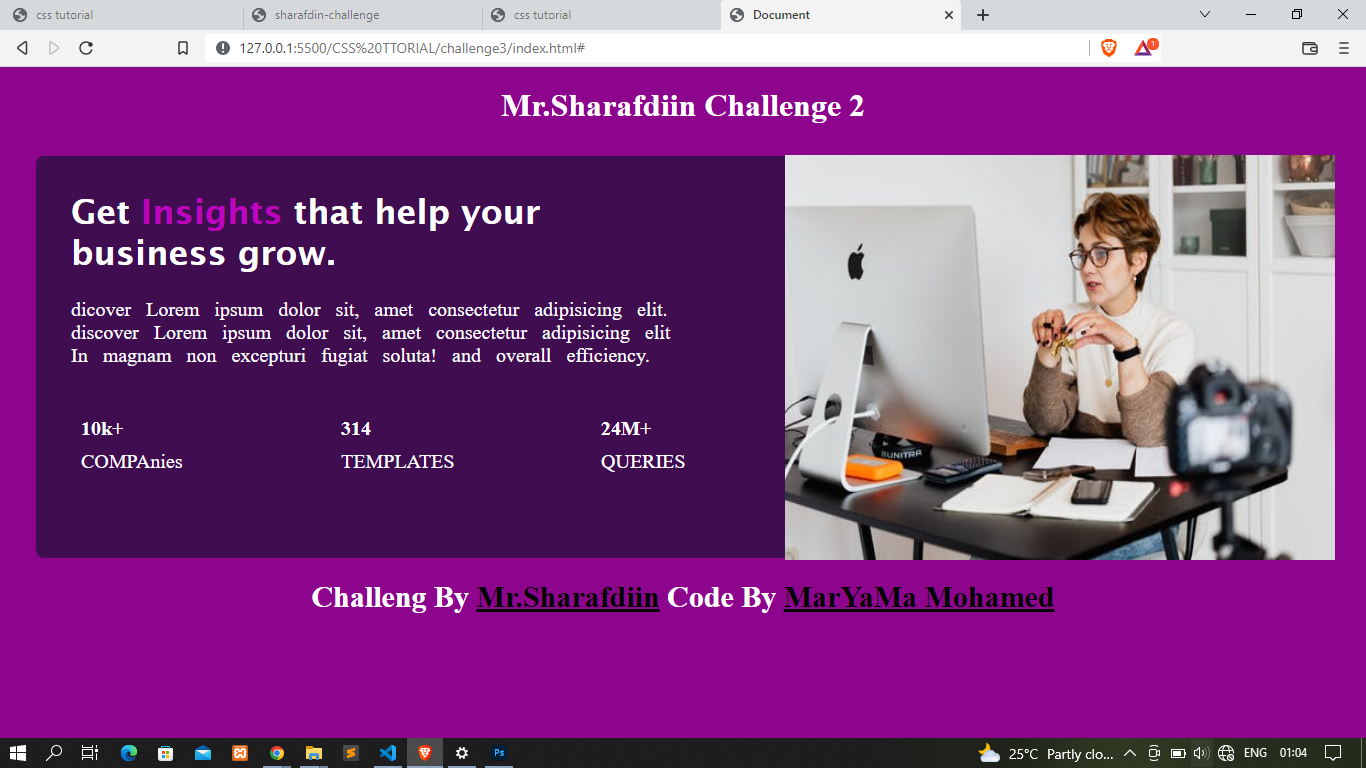 css tutorial
sharafdin-challenge
css tutorial
Document
127.0.0.1:5500/CSS%20TTORIAL/challenge3/index.html#
1
Mr.Sharafdiin Challenge 2
Get Insights that help your
business grow.
dicover Lorem ipsum dolor sit, amet consectetur adipisicing elit.
discover Lorem ipsum dolor sit, amet consectetur adipisicing elit
In magnam non excepturi fugiat soluta! and overall efficiency.
10k+
314
24M+
COMPAnies
TEMPLATES
QUERIES
UNITRA
Challeng By Mr.Sharafdiin Code By MarYaMa Mohamed
Ps
25°C Partly clo...
ENG
01:04